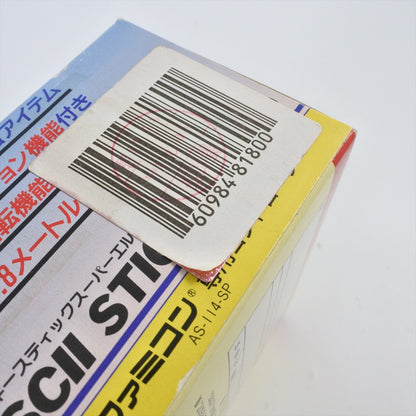 アイテム
ョン機能付き
転機能
.8メートル
60984 81800
ースティックスーパーエル
SCII STIC
ファミコン®
AS-114-SP